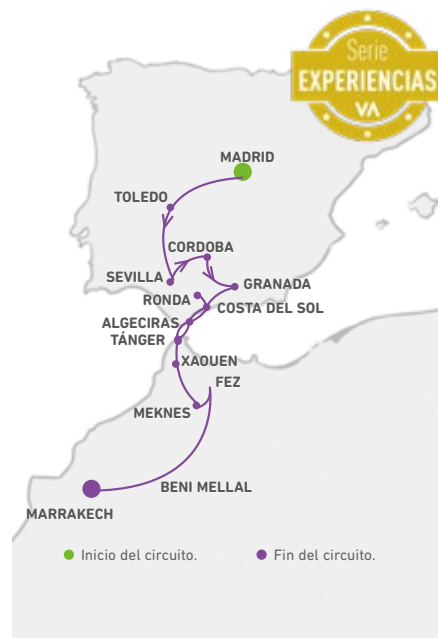 Serie
EXPERIENCIAS
VA
MADRID
TOLEDO
CORDOBA
SEVILLA
GRANADA
RONDA
COSTA DEL SOL
ALGECIRAS
TÁNGER
XAOUEN
FEZ
MEKNES
BENI MELLAL
MARRAKECH
Inicio del circuito.
Fin del circuito.